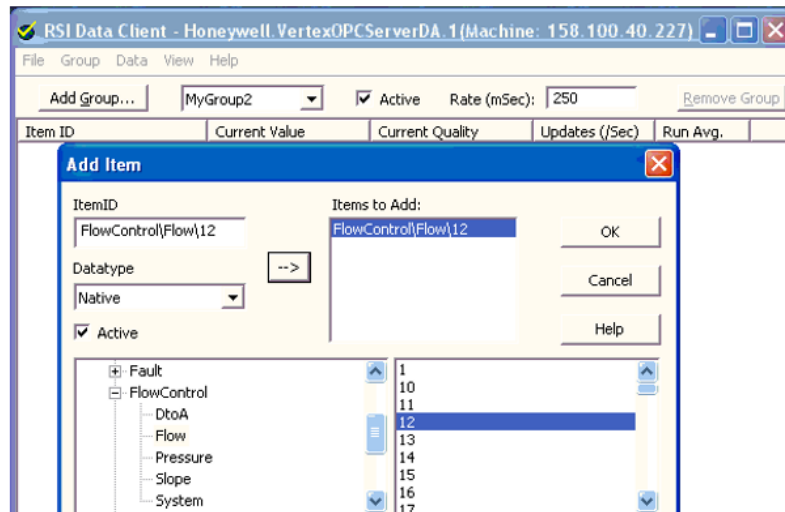 RSI Data Client - Honeywell.VertexOPCServerDA.1(Machine: 158.100.40.227)
File Group Data View Help
Add Group... MyGroup2 Active Rate (mSec): 250 Remove Group
Item ID Current Value Current Quality Updates (/Sec) Run Avg.
Add Item
ItemID Items to Add:
FlowControl\Flow\12 FlowControl\Flow\12 OK
--> 
Datatype
Native Cancel
Active Help
Fault 1
FlowControl 10
11
DtoA 12
Flow 13
Pressure 14
Slope 15
System 16
17